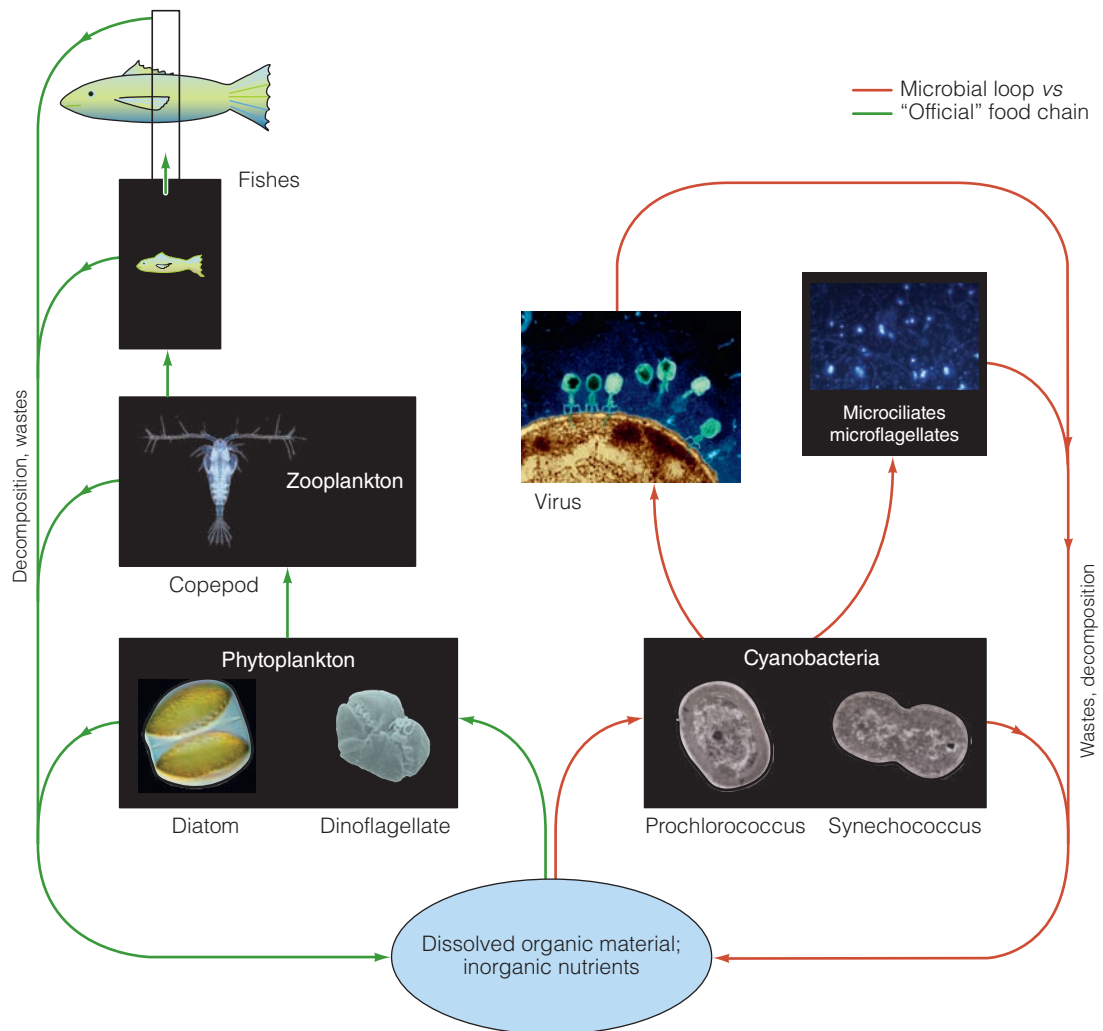 Microbial loop vs
“Official” food chain
Fishes
Decomposition, wastes
Zooplankton
Copepod
Microciliates
microflagellates
Virus
Phytoplankton
Diatom
Dinoflagellate
Cyanobacteria
Prochlorococcus
Synechococcus
Wastes, decomposition
Dissolved organic material;
inorganic nutrients